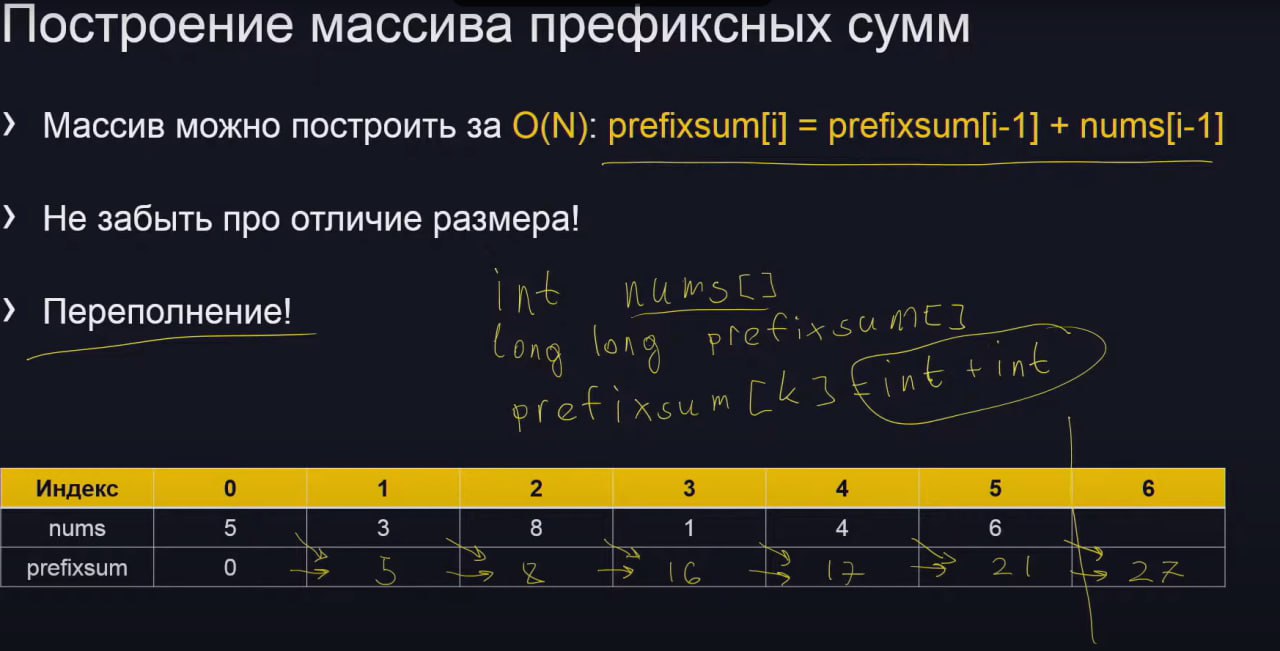 Построение массива префиксных сумм
› Массив можно построить за O(N): prefixsum[i] = prefixsum[i-1] + nums[i-1]
› Не забыть про отличие размера!
› Переполнение!
int nums[]
long long prefixsum[]
prefixsum[k] = int + int
Индекс 0 1 2 3 4 5 6
nums 5 3 8 1 4 6
prefixsum 0 5 8 16 17 21 27